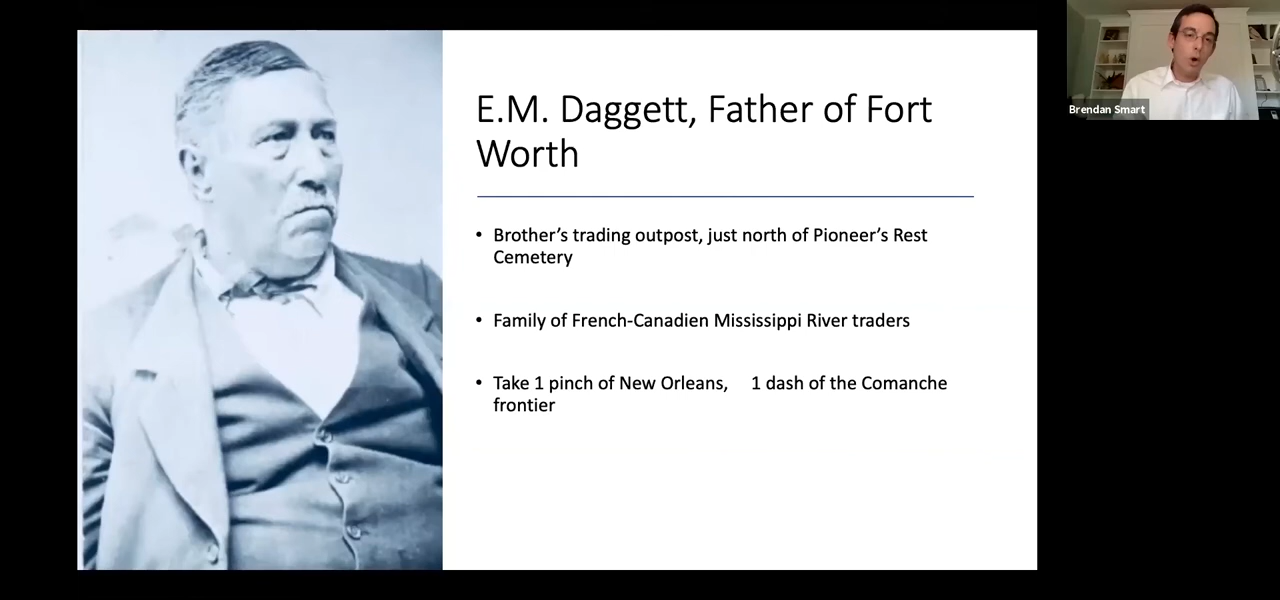 E.M. Daggett, Father of Fort
Worth
• Brother’s trading outpost, just north of Pioneer’s Rest
Cemetery
• Family of French-Canadien Mississippi River traders
• Take 1 pinch of New Orleans, 1 dash of the Comanche
frontier
Brendan Smart